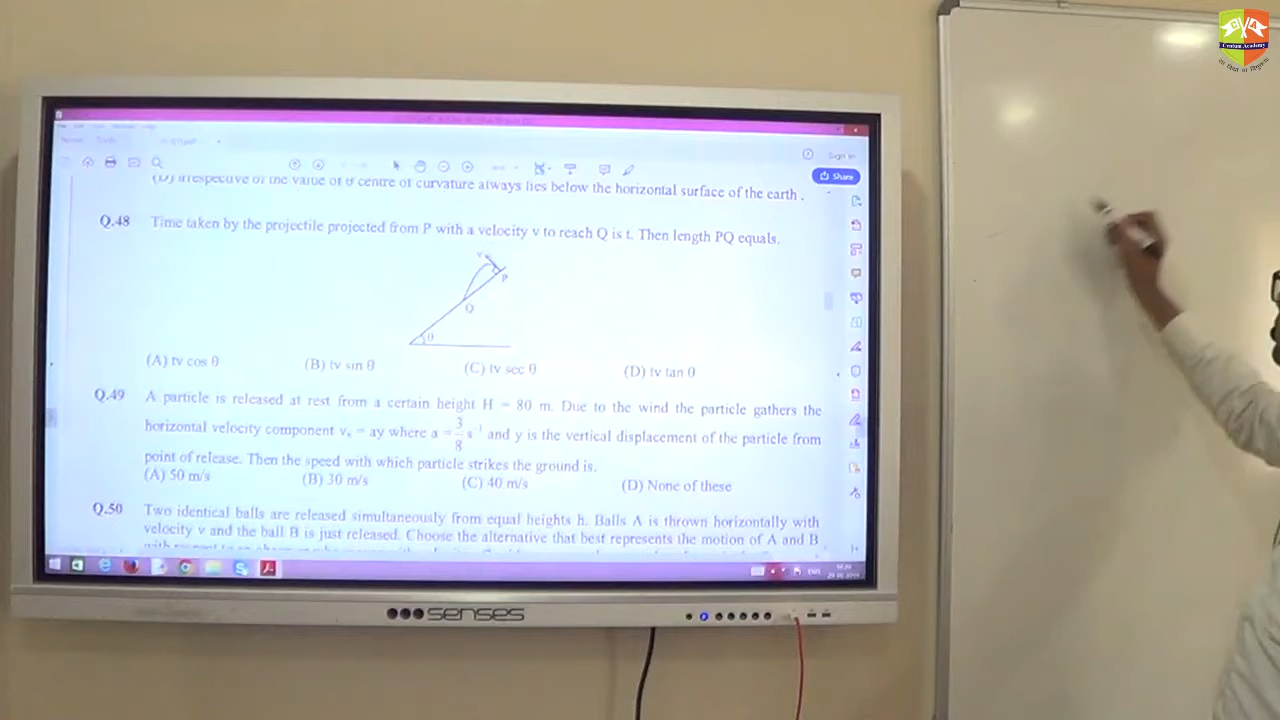 C A
Centum Academy
Sign In
Share
(D) irrespective of the value of θ centre of curvature always lies below the horizontal surface of the earth .
Q.48 Time taken by the projectile projected from P with a velocity v to reach Q is t. Then length PQ equals.
v
P
Q
θ
(A) tv cos θ (B) tv sin θ (C) tv sec θ (D) tv tan θ
Q.49 A particle is released at rest from a certain height H = 80 m. Due to the wind the particle gathers the
horizontal velocity component vₓ = ay where a = 3/8 s⁻¹ and y is the vertical displacement of the particle from
point of release. Then the speed with which particle strikes the ground is.
(A) 50 m/s (B) 30 m/s (C) 40 m/s (D) None of these
Q.50 Two identical balls are released simultaneously from equal heights h. Balls A is thrown horizontally with
velocity v and the ball B is just released. Choose the alternative that best represents the motion of A and B
senses